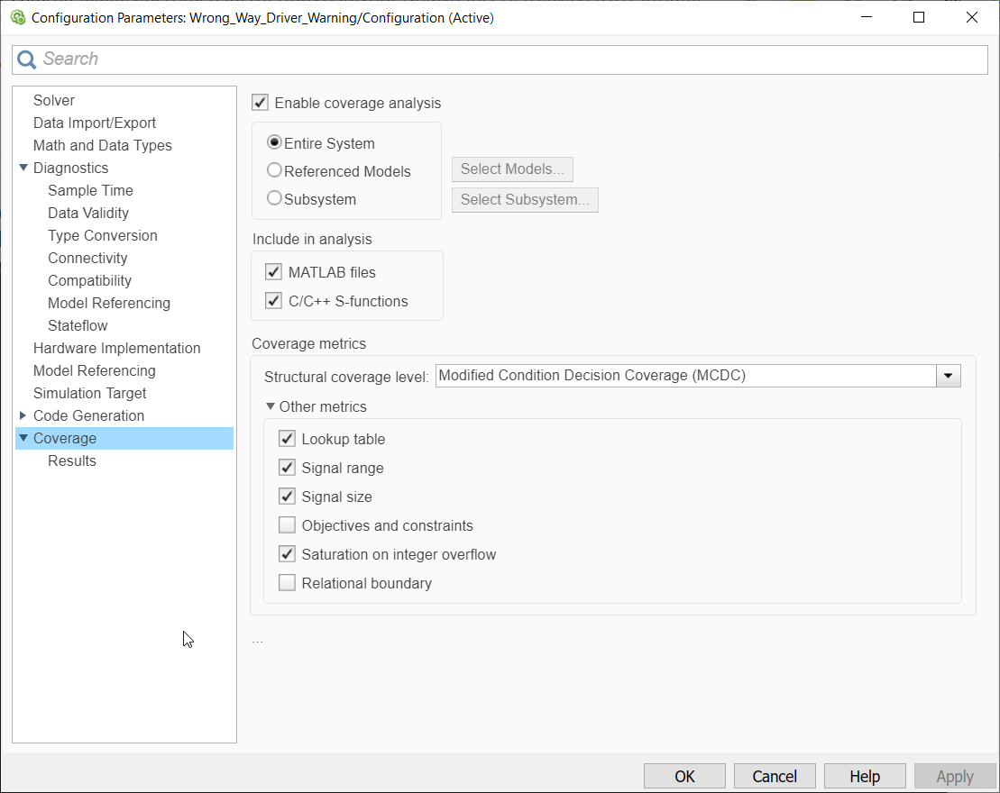 Configuration Parameters: Wrong_Way_Driver_Warning/Configuration (Active)
Search
Solver
Data Import/Export
Math and Data Types
Diagnostics
Sample Time
Data Validity
Type Conversion
Connectivity
Compatibility
Model Referencing
Stateflow
Hardware Implementation
Model Referencing
Simulation Target
Code Generation
Coverage
Results
Enable coverage analysis
Entire System
Referenced Models
Select Models...
Subsystem
Select Subsystem...
Include in analysis
MATLAB files
C/C++ S-functions
Coverage metrics
Structural coverage level: Modified Condition Decision Coverage (MCDC)
Other metrics
Lookup table
Signal range
Signal size
Objectives and constraints
Saturation on integer overflow
Relational boundary
...
OK Cancel Help Apply